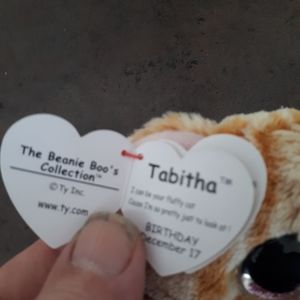 The Beanie Boo's
Collection™
© Ty Inc.
www.ty.com
Tabitha™
I can be your fluffy cat
Cause I'm so pretty just to look at!
BIRTHDAY
December 17